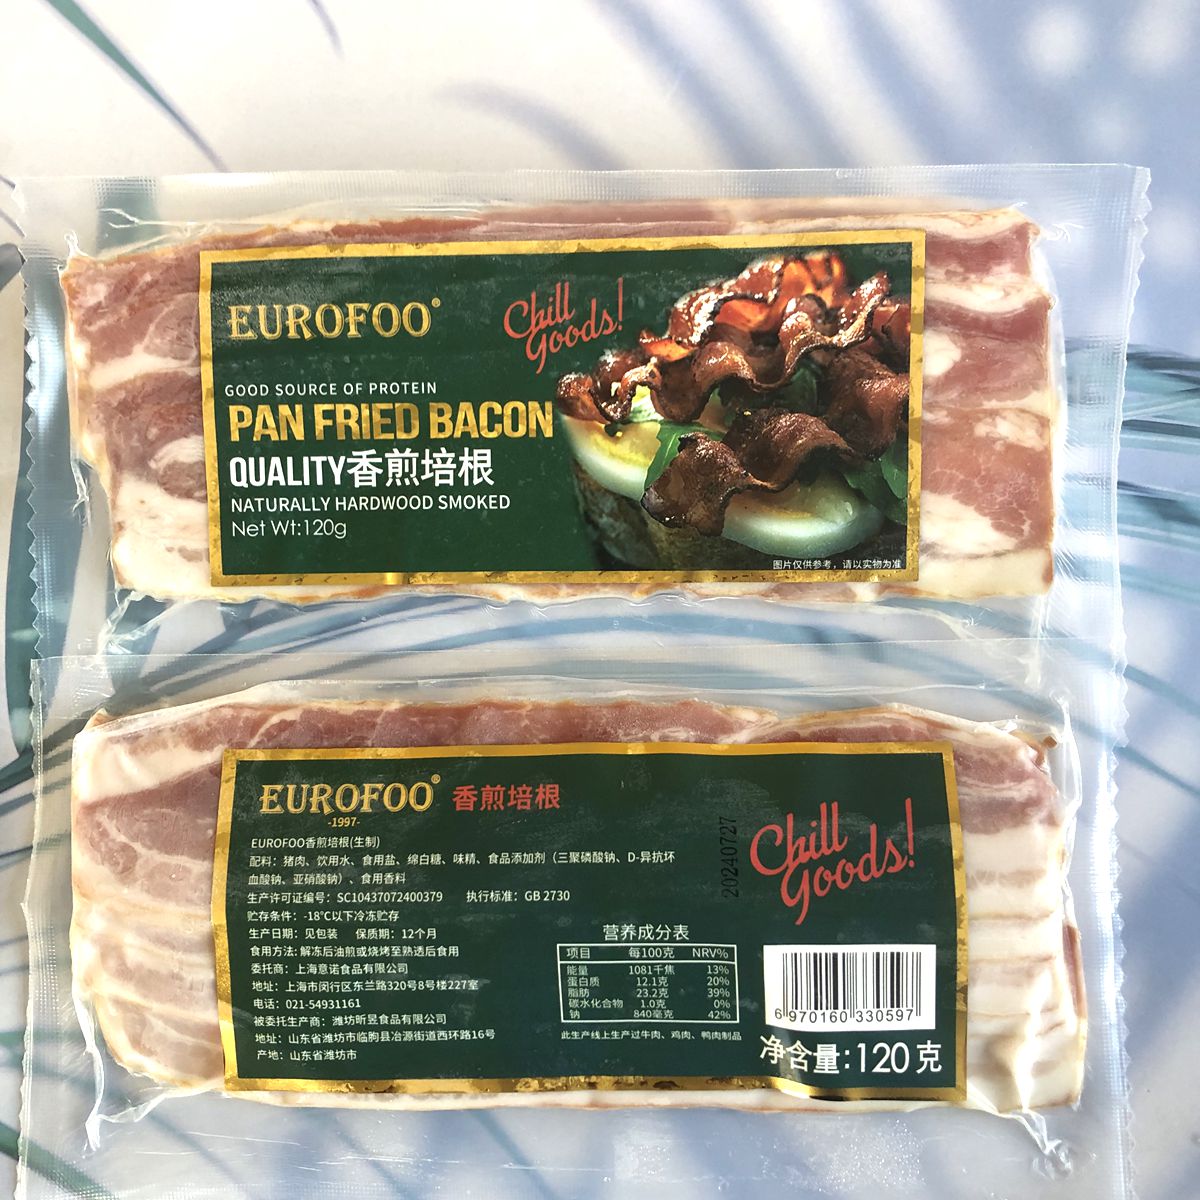 EUROFOO®
Chill
Goods!
GOOD SOURCE OF PROTEIN
PAN FRIED BACON
QUALITY香煎培根
NATURALLY HARDWOOD SMOKED
Net Wt:120g
图片仅供参考，请以实物为准
EUROFOO® 香煎培根
-1997-
EUROFOO香煎培根(生制)
配料：猪肉、饮用水、食用盐、绵白糖、味精、食品添加剂（三聚磷酸钠、D-异抗坏
血酸钠、亚硝酸钠）、食用香料
生产许可证编号：SC10437072400379 执行标准：GB 2730
贮存条件：-18℃以下冷冻贮存
生产日期：见包装 保质期：12个月
食用方法:解冻后油煎或烧烤至熟透后食用
委托商：上海意诺食品有限公司
地址：上海市闵行区东兰路320号8号楼227室
电话：021-54931161
被委托生产商：潍坊昕昱食品有限公司
地址：山东省潍坊市临朐县冶源街道西环路16号
产地：山东省潍坊市
20240727
Chill
Goods!
营养成分表
项目 每100克 NRV%
能量 1081千焦 13%
蛋白质 12.1克 20%
脂肪 23.2克 39%
碳水化合物 1.0克 0%
钠 840毫克 42%
此生产线上生产过牛肉、鸡肉、鸭肉制品
6 970160 330597
净含量:120克